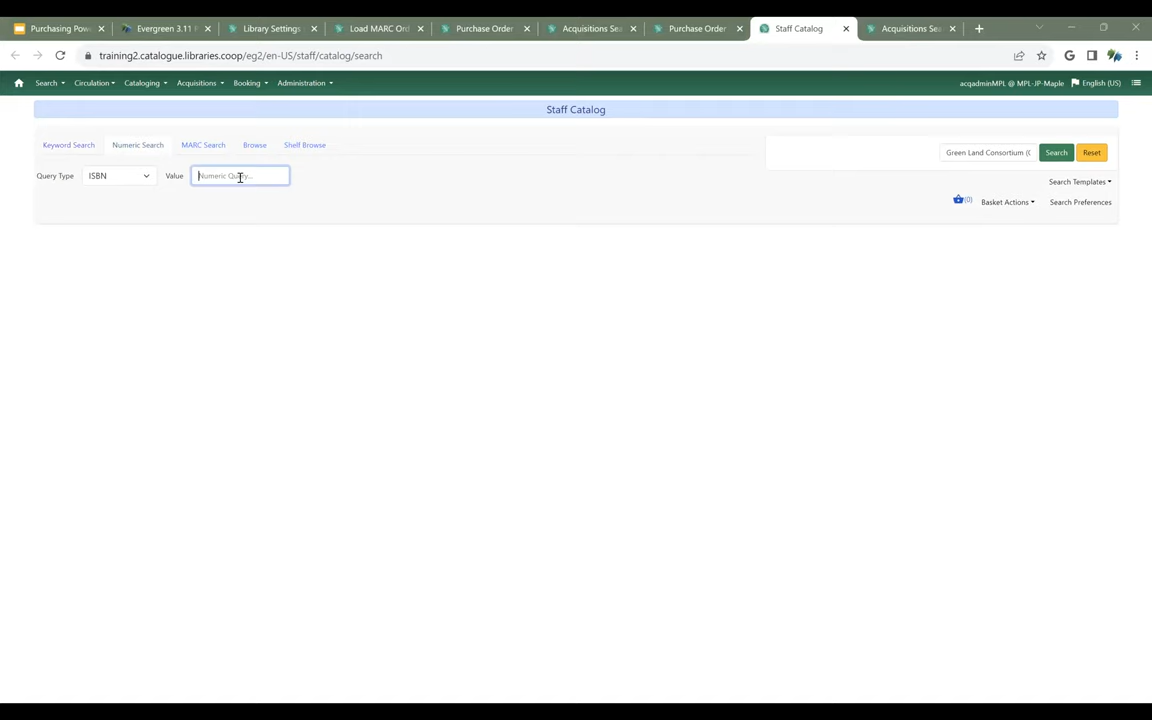 Purchasing Pow
Evergreen 3.11
Library Settings
Load MARC Ord
Purchase Order
Acquisitions Sea
Purchase Order
Staff Catalog
Acquisitions Sea
training2.catalogue.libraries.coop/eg2/en-US/staff/catalog/search
Search
Circulation
Cataloging
Acquisitions
Booking
Administration
acqadminMPL @ MPL-JP-Maple
English (US)
Staff Catalog
Keyword Search
Numeric Search
MARC Search
Browse
Shelf Browse
Green Land Consortium (
Search
Reset
Query Type
ISBN
Value
Numeric Query...
Search Templates
(0)
Basket Actions
Search Preferences